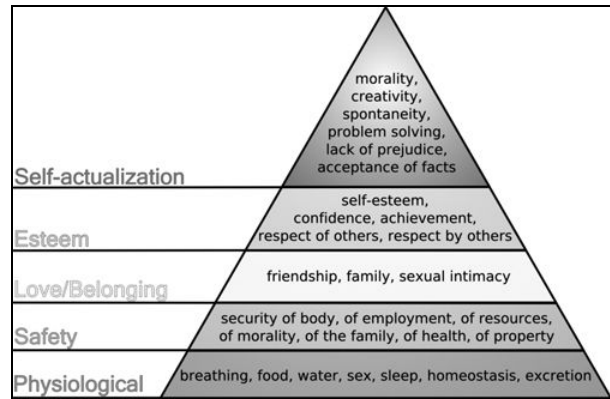 morality,
creativity,
spontaneity,
problem solving,
lack of prejudice,
acceptance of facts
Self-actualization
self-esteem,
confidence, achievement,
respect of others, respect by others
Esteem
friendship, family, sexual intimacy
Love/Belonging
security of body, of employment, of resources,
of morality, of the family, of health, of property
Safety
breathing, food, water, sex, sleep, homeostasis, excretion
Physiological